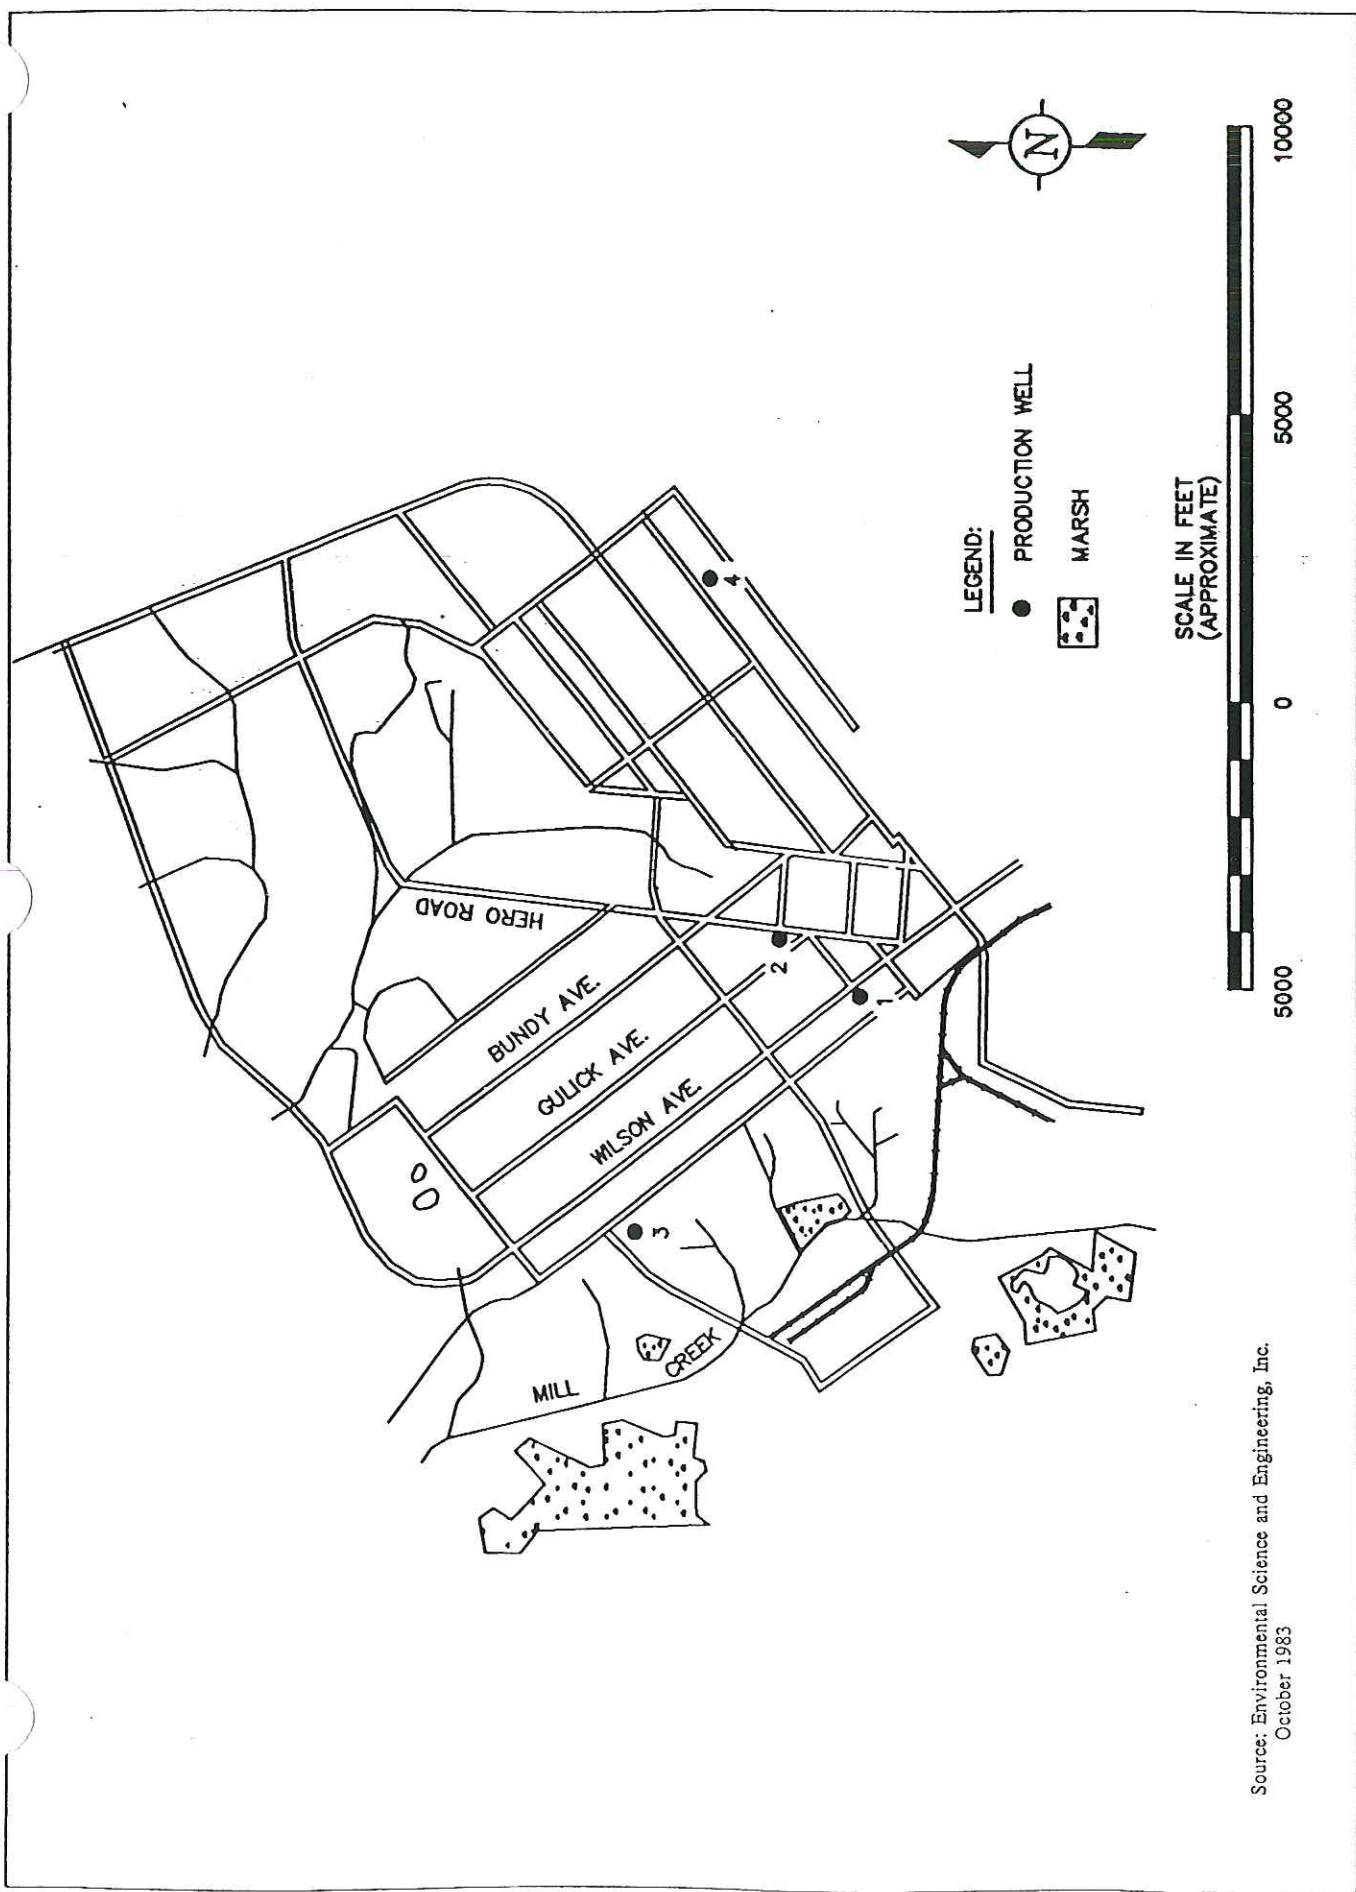 HERO ROAD
BUNDY AVE.
GULICK AVE.
WILSON AVE.
MILL
CREEK
1
2
3
4
LEGEND:
PRODUCTION WELL
MARSH
N
SCALE IN FEET
(APPROXIMATE)
5000
0
5000
10000
Source: Environmental Science and Engineering, Inc.
October 1983